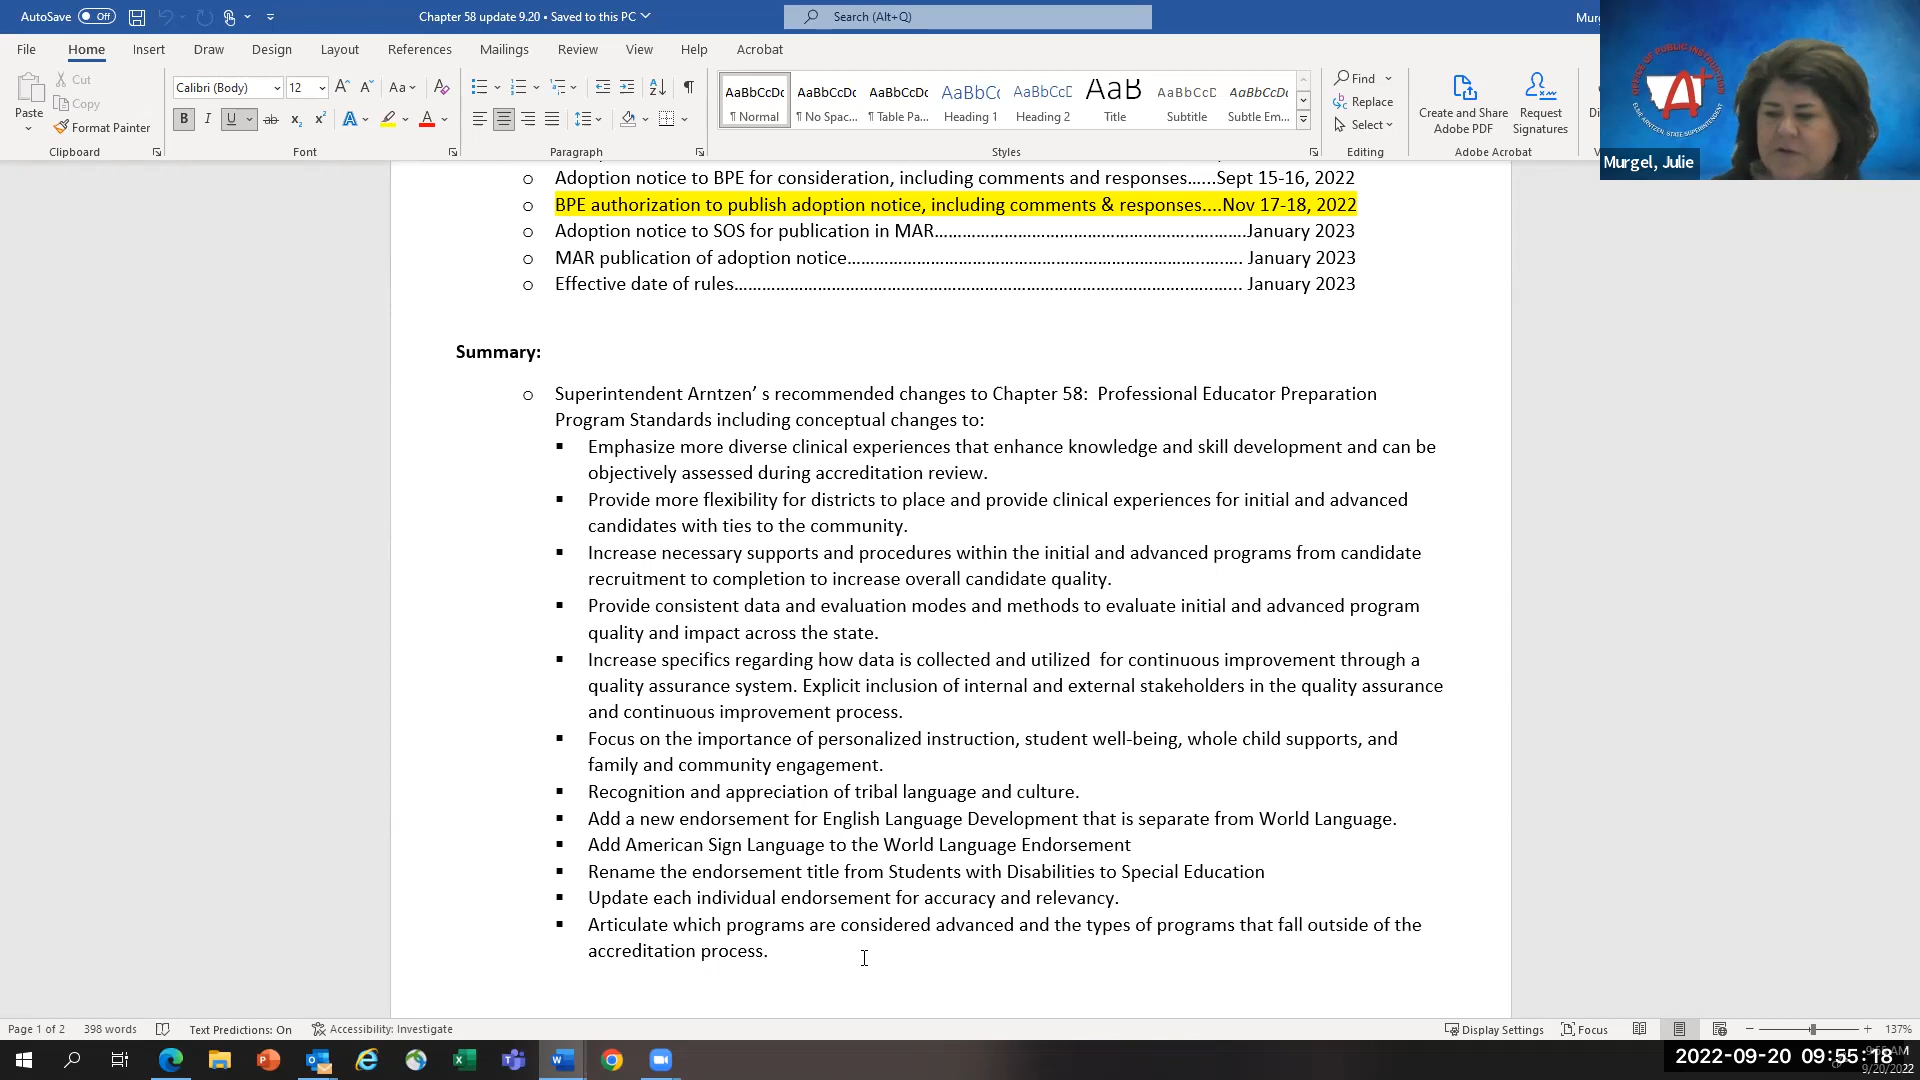 AutoSave Off Chapter 58 update 9.20 • Saved to this PC Search (Alt+Q)
File Home Insert Draw Design Layout References Mailings Review View Help Acrobat
Paste
Cut
Copy
Format Painter
Clipboard
Calibri (Body) 12
Font
Paragraph
AaBbCcDc AaBbCcDc AaBbCcDc AaBbCc AaBbCcD AaB AaBbCcD AaBbCcDc
¶ Normal ¶ No Spac... ¶ Table Pa... Heading 1 Heading 2 Title Subtitle Subtle Em...
Styles
Find
Replace
Select
Editing
Create and Share Adobe PDF
Request Signatures
Adobe Acrobat
OFFICE OF PUBLIC INSTRUCTION
A+
ELSIE ARNTZEN, STATE SUPERINTENDENT
Murgel, Julie
o Adoption notice to BPE for consideration, including comments and responses…...Sept 15-16, 2022
o BPE authorization to publish adoption notice, including comments & responses....Nov 17-18, 2022
o Adoption notice to SOS for publication in MAR……………………………………………..…….January 2023
o MAR publication of adoption notice…………………………………………………………..……. January 2023
o Effective date of rules………………………………………………………………………………..…... January 2023
Summary:
o Superintendent Arntzen’ s recommended changes to Chapter 58: Professional Educator Preparation
Program Standards including conceptual changes to:
▪ Emphasize more diverse clinical experiences that enhance knowledge and skill development and can be
objectively assessed during accreditation review.
▪ Provide more flexibility for districts to place and provide clinical experiences for initial and advanced
candidates with ties to the community.
▪ Increase necessary supports and procedures within the initial and advanced programs from candidate
recruitment to completion to increase overall candidate quality.
▪ Provide consistent data and evaluation modes and methods to evaluate initial and advanced program
quality and impact across the state.
▪ Increase specifics regarding how data is collected and utilized for continuous improvement through a
quality assurance system. Explicit inclusion of internal and external stakeholders in the quality assurance
and continuous improvement process.
▪ Focus on the importance of personalized instruction, student well-being, whole child supports, and
family and community engagement.
▪ Recognition and appreciation of tribal language and culture.
▪ Add a new endorsement for English Language Development that is separate from World Language.
▪ Add American Sign Language to the World Language Endorsement
▪ Rename the endorsement title from Students with Disabilities to Special Education
▪ Update each individual endorsement for accuracy and relevancy.
▪ Articulate which programs are considered advanced and the types of programs that fall outside of the
accreditation process.
Page 1 of 2 398 words Text Predictions: On Accessibility: Investigate Display Settings Focus 137%
2022-09-20 09:55:18
9/20/2022